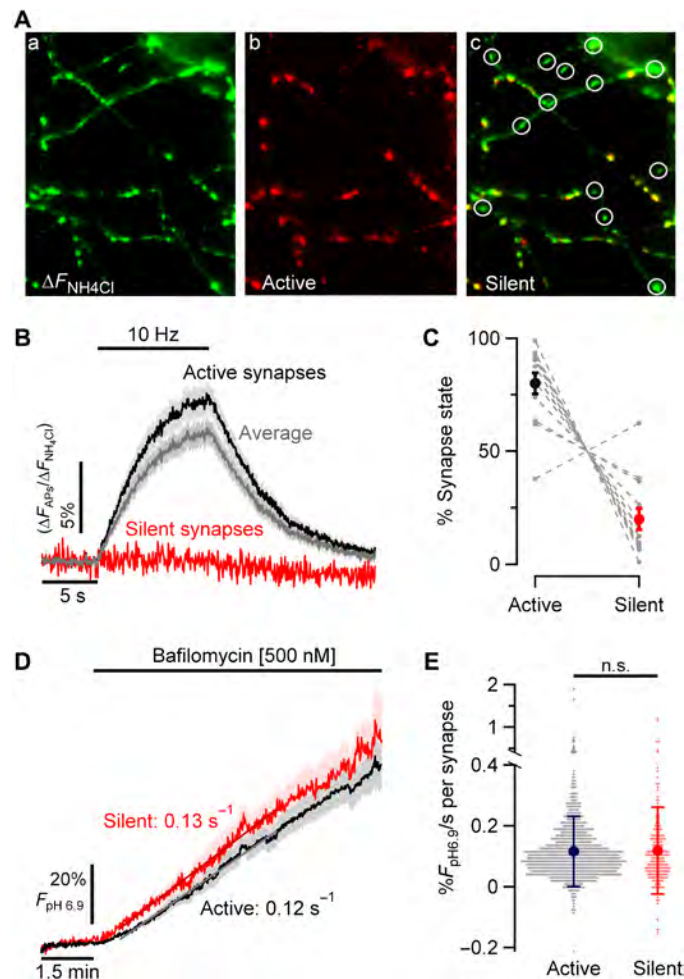 A
a
b
c
ΔF_NH4Cl
Active
Silent
B
10 Hz
Active synapses
Average
Silent synapses
(ΔF_APs/ΔF_NH4Cl)
5%
5 s
C
% Synapse state
100
50
0
Active
Silent
D
Bafilomycin [500 nM]
Silent: 0.13 s⁻¹
Active: 0.12 s⁻¹
20%
F_pH 6.9
1.5 min
E
n.s.
%F_pH6.9/s per synapse
2
1
0.4
0.2
0
−0.2
Active
Silent